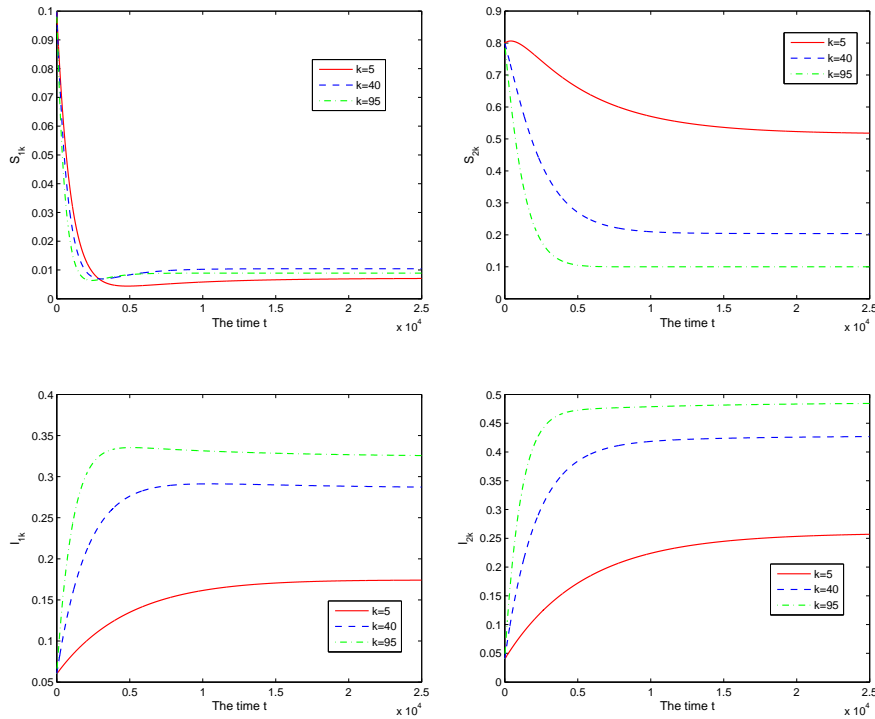 0.1
0.09
0.08
0.07
0.06
0.05
0.04
0.03
0.02
0.01
0
S1k
k=5
k=40
k=95
0 0.5 1 1.5 2 2.5
The time t
x 10^4
0.9
0.8
0.7
0.6
0.5
0.4
0.3
0.2
0.1
0
S2k
k=5
k=40
k=95
0 0.5 1 1.5 2 2.5
The time t
x 10^4
0.4
0.35
0.3
0.25
0.2
0.15
0.1
0.05
I1k
k=5
k=40
k=95
0 0.5 1 1.5 2 2.5
The time t
x 10^4
0.5
0.45
0.4
0.35
0.3
0.25
0.2
0.15
0.1
0.05
0
I2k
k=5
k=40
k=95
0 0.5 1 1.5 2 2.5
The time t
x 10^4